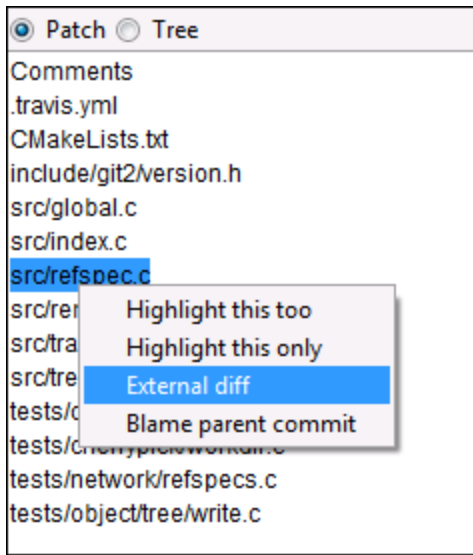 Patch Tree
Comments
.travis.yml
CMakeLists.txt
include/git2/version.h
src/global.c
src/index.c
src/refspec.c
Highlight this too
Highlight this only
External diff
Blame parent commit
tests/network/refspecs.c
tests/object/tree/write.c